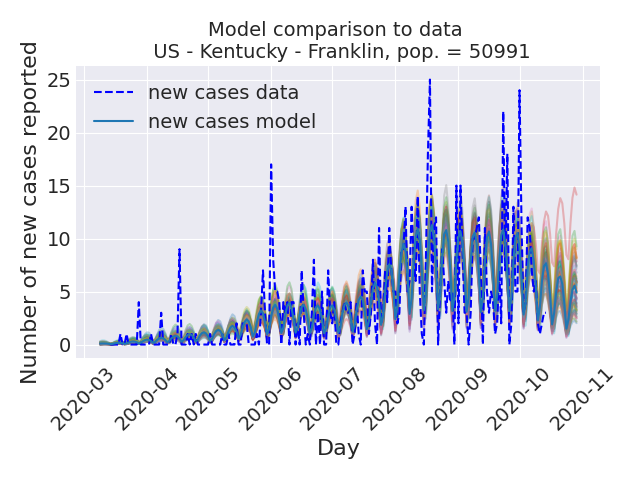 Model comparison to data
US - Kentucky - Franklin, pop. = 50991
Number of new cases reported
25
20
15
10
5
0
new cases data
new cases model
2020-03
2020-04
2020-05
2020-06
2020-07
2020-08
2020-09
2020-10
2020-11
Day